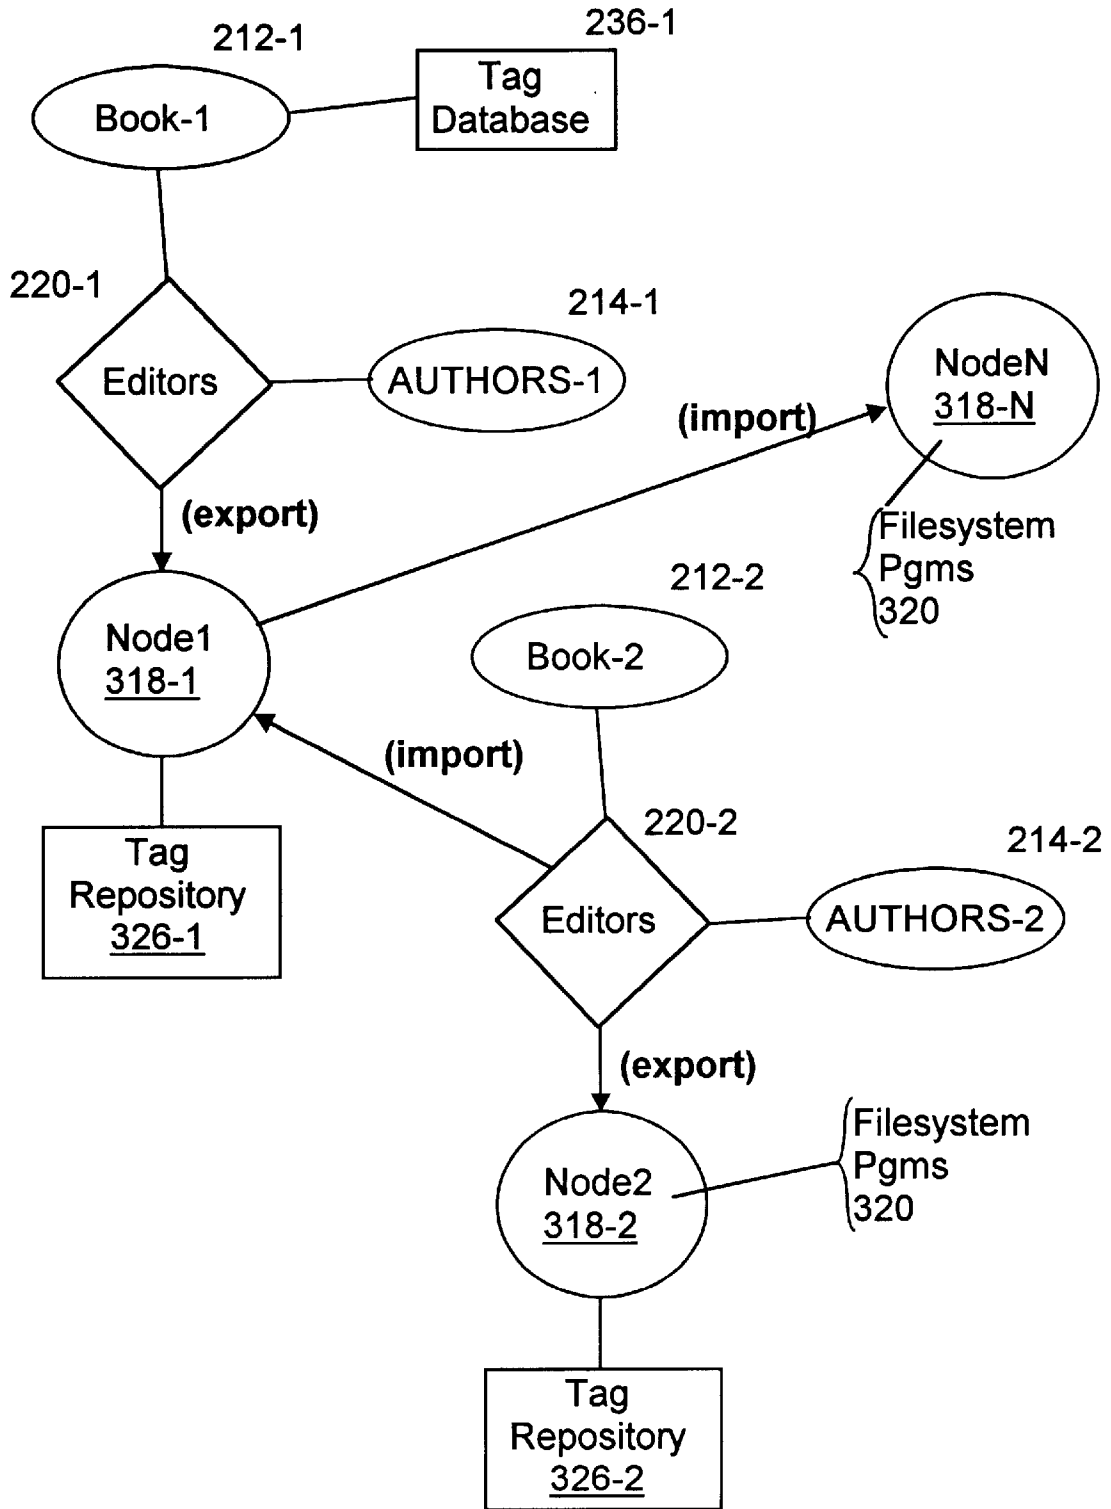 212-1
236-1
Book-1
Tag
Database
220-1
Editors
214-1
AUTHORS-1
NodeN
318-N
(import)
(export)
Filesystem
Pgms
320
Node1
318-1
212-2
Book-2
(import)
Tag
Repository
326-1
220-2
Editors
214-2
AUTHORS-2
(export)
Node2
318-2
Filesystem
Pgms
320
Tag
Repository
326-2